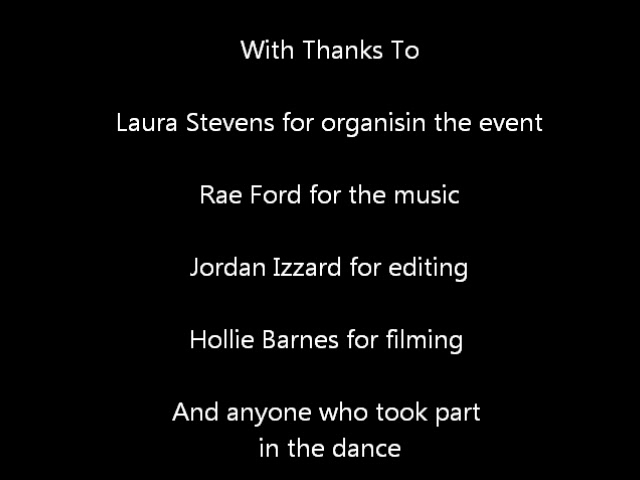 With Thanks To
Laura Stevens for organisin the event
Rae Ford for the music
Jordan Izzard for editing
Hollie Barnes for filming
And anyone who took part
in the dance